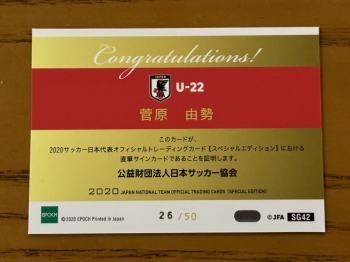 Congratulations!
JAPAN
U-22
菅原 由勢
このカードが、
2020サッカー日本代表オフィシャルトレーディングカード【スペシャルエディション】における
直筆サインカードであることを証明します。
公益財団法人日本サッカー協会
2020 JAPAN NATIONAL TEAM OFFICIAL TRADING CARDS【SPECIAL EDITION】
EPOCH ©2020 EPOCH Printed in Japan 26/50 ©JFA SG42